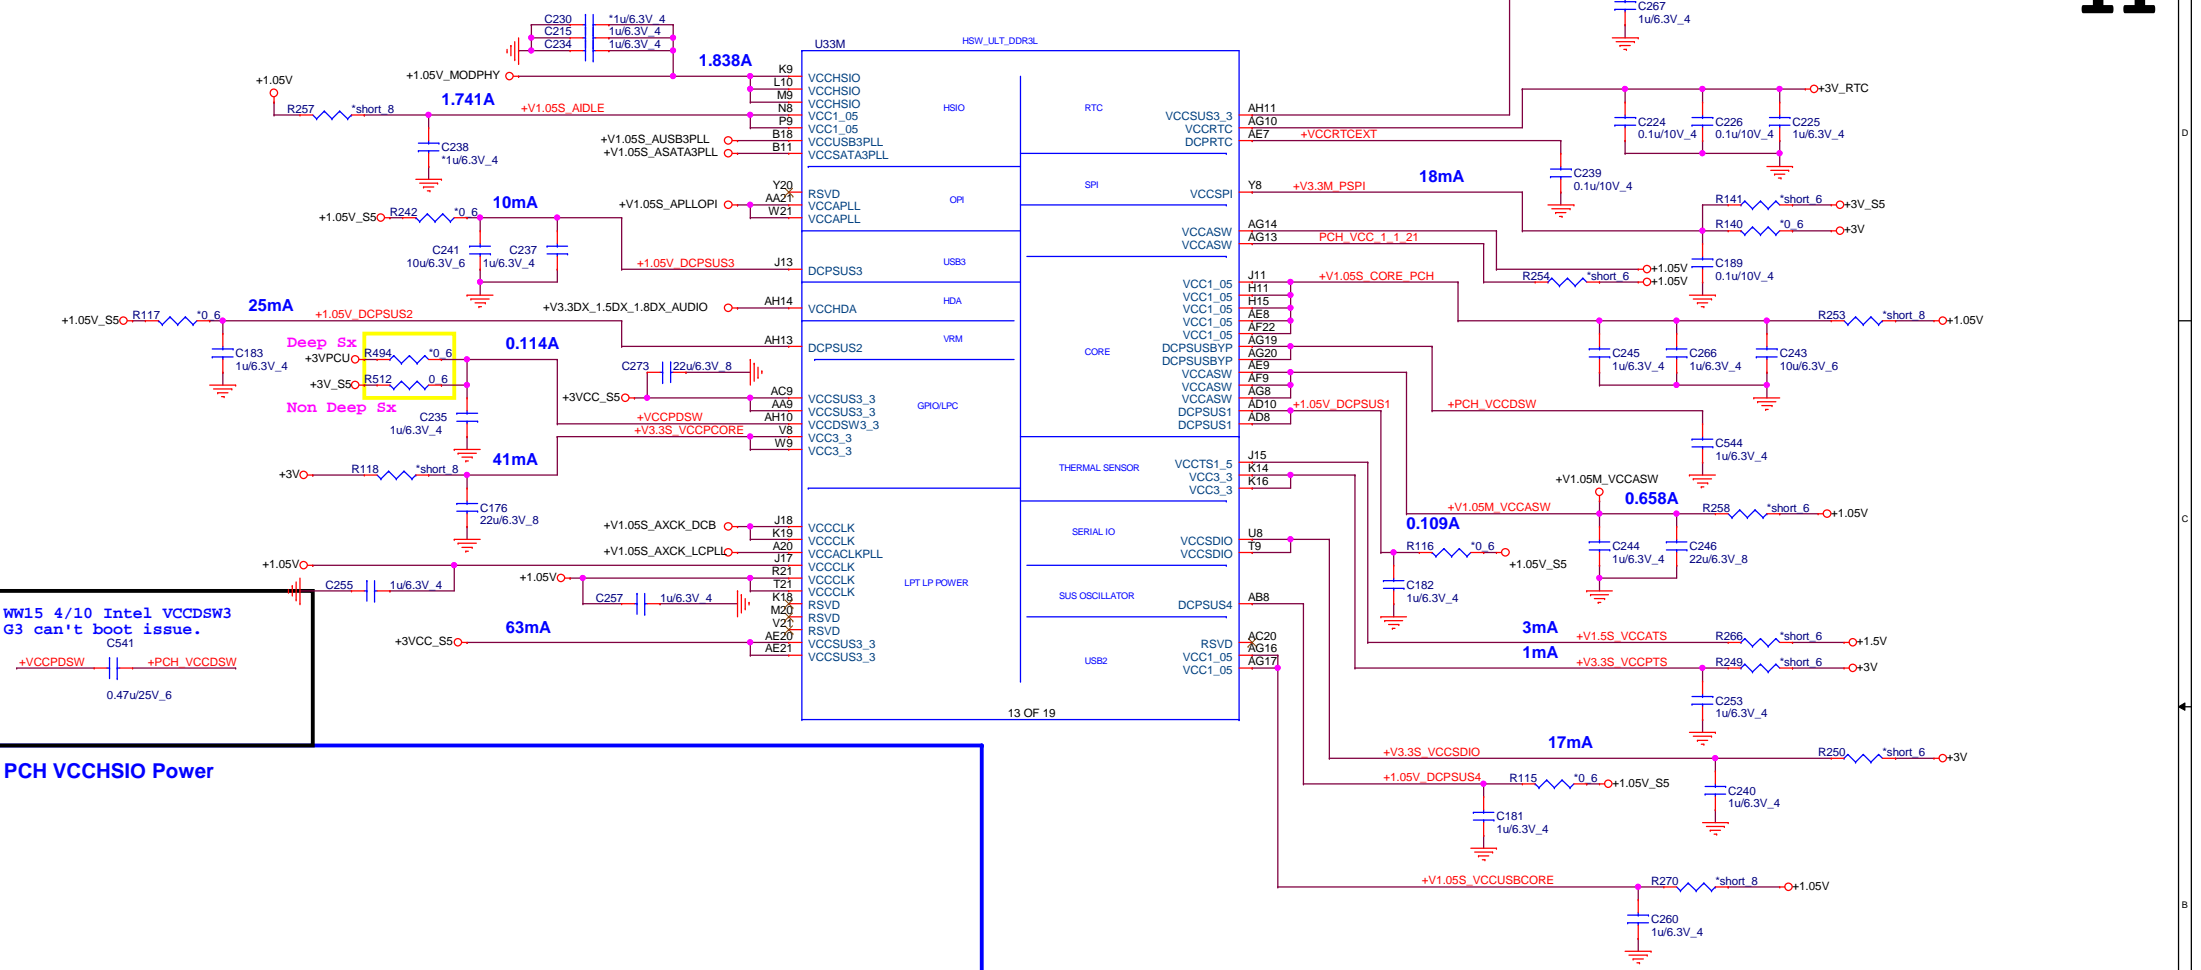 C230 *1u/6.3V_4
C215 1u/6.3V_4
C234 1u/6.3V_4
+1.05V_MODPHY
1.838A
+1.05V
R257 *short_8
1.741A
+V1.05S_AIDLE
C238
*1u/6.3V_4
+V1.05S_AUSB3PLL
+V1.05S_ASATA3PLL
+V1.05S_APLLOPI
+1.05V_S5 R242 *0_6
10mA
C241
10u/6.3V_6
C237
1u/6.3V_4
+1.05V_DCPSUS3
+V3.3DX_1.5DX_1.8DX_AUDIO
25mA
+1.05V_S5 R117 *0_6
+1.05V_DCPSUS2
C183
1u/6.3V_4
Deep Sx
+3VPCU R494 *0_6
0.114A
+3V_S5 R512 0_6
Non Deep Sx
C235
1u/6.3V_4
C273 22u/6.3V_8
+3VCC_S5
+VCCPDSW
+V3.3S_VCCPCORE
+3V R118 *short_8
41mA
C176
22u/6.3V_8
+V1.05S_AXCK_DCB
+V1.05S_AXCK_LCPLL
+1.05V
C255 1u/6.3V_4
+1.05V
C257 1u/6.3V_4
+3VCC_S5
63mA
WW15 4/10 Intel VCCDSW3
G3 can't boot issue.
C541
+VCCPDSW +PCH_VCCDSW
0.47u/25V_6
PCH VCCHSIO Power
U33M
HSW_ULT_DDR3L
K9 VCCHSIO
L10 VCCHSIO
M9 VCCHSIO
N8 VCC1_05
P9 VCC1_05
B18 VCCUSB3PLL
B11 VCCSATA3PLL
Y20 RSVD
AA21 VCCAPLL
W21 VCCAPLL
J13 DCPSUS3
AH14 VCCHDA
AH13 DCPSUS2
AC9 VCCSUS3_3
AA9 VCCSUS3_3
AH10 VCCDSW3_3
V8 VCC3_3
W9 VCC3_3
J18 VCCCLK
K19 VCCCLK
A20 VCCACLKPLL
J17 VCCCLK
R21 VCCCLK
T21 VCCCLK
K18 RSVD
M20 RSVD
V21 RSVD
AE20 VCCSUS3_3
AE21 VCCSUS3_3
HSIO
OPI
USB3
HDA
VRM
GPIO/LPC
LPT LP POWER
RTC
SPI
CORE
THERMAL SENSOR
SERIAL IO
SUS OSCILLATOR
USB2
13 OF 19
VCCSUS3_3 AH11
VCCRTC AG10
DCPRTC AE7
VCCSPI Y8
VCCASW AG14
VCCASW AG13
VCC1_05 J11
VCC1_05 H11
VCC1_05 H15
VCC1_05 AE8
VCC1_05 AF22
DCPSUSBYP AG19
DCPSUSBYP AG20
VCCASW AE9
VCCASW AF9
VCCASW AG8
DCPSUS1 AD10
DCPSUS1 AD8
VCCTS1_5 J15
VCC3_3 K14
VCC3_3 K16
VCCSDIO U8
VCCSDIO T9
DCPSUS4 AB8
RSVD AC20
VCC1_05 AG16
VCC1_05 AG17
C267
1u/6.3V_4
+3V_RTC
C224
0.1u/10V_4
C226
0.1u/10V_4
C225
1u/6.3V_4
+VCCRTCEXT
C239
0.1u/10V_4
+V3.3M_PSPI
18mA
R141 *short_6 +3V_S5
R140 *0_6 +3V
C189
0.1u/10V_4
PCH_VCC_1_1_21
+1.05V
R254 *short_6 +1.05V
+V1.05S_CORE_PCH
R253 *short_8 +1.05V
C245
1u/6.3V_4
C266
1u/6.3V_4
C243
10u/6.3V_6
+1.05V_DCPSUS1
+PCH_VCCDSW
C544
1u/6.3V_4
+V1.05M_VCCASW
0.658A
+V1.05M_VCCASW
R258 *short_6 +1.05V
C244
1u/6.3V_4
C246
22u/6.3V_8
0.109A
R116 *0_6
+1.05V_S5
C182
1u/6.3V_4
3mA
+V1.5S_VCCATS
R266 *short_6 +1.5V
1mA
+V3.3S_VCCPTS
R249 *short_6 +3V
C253
1u/6.3V_4
17mA
+V3.3S_VCCSDIO
R250 *short_6 +3V
C240
1u/6.3V_4
+1.05V_DCPSUS4
R115 *0_6 +1.05V_S5
C181
1u/6.3V_4
+V1.05S_VCCUSBCORE
R270 *short_8 +1.05V
C260
1u/6.3V_4
D
C
B